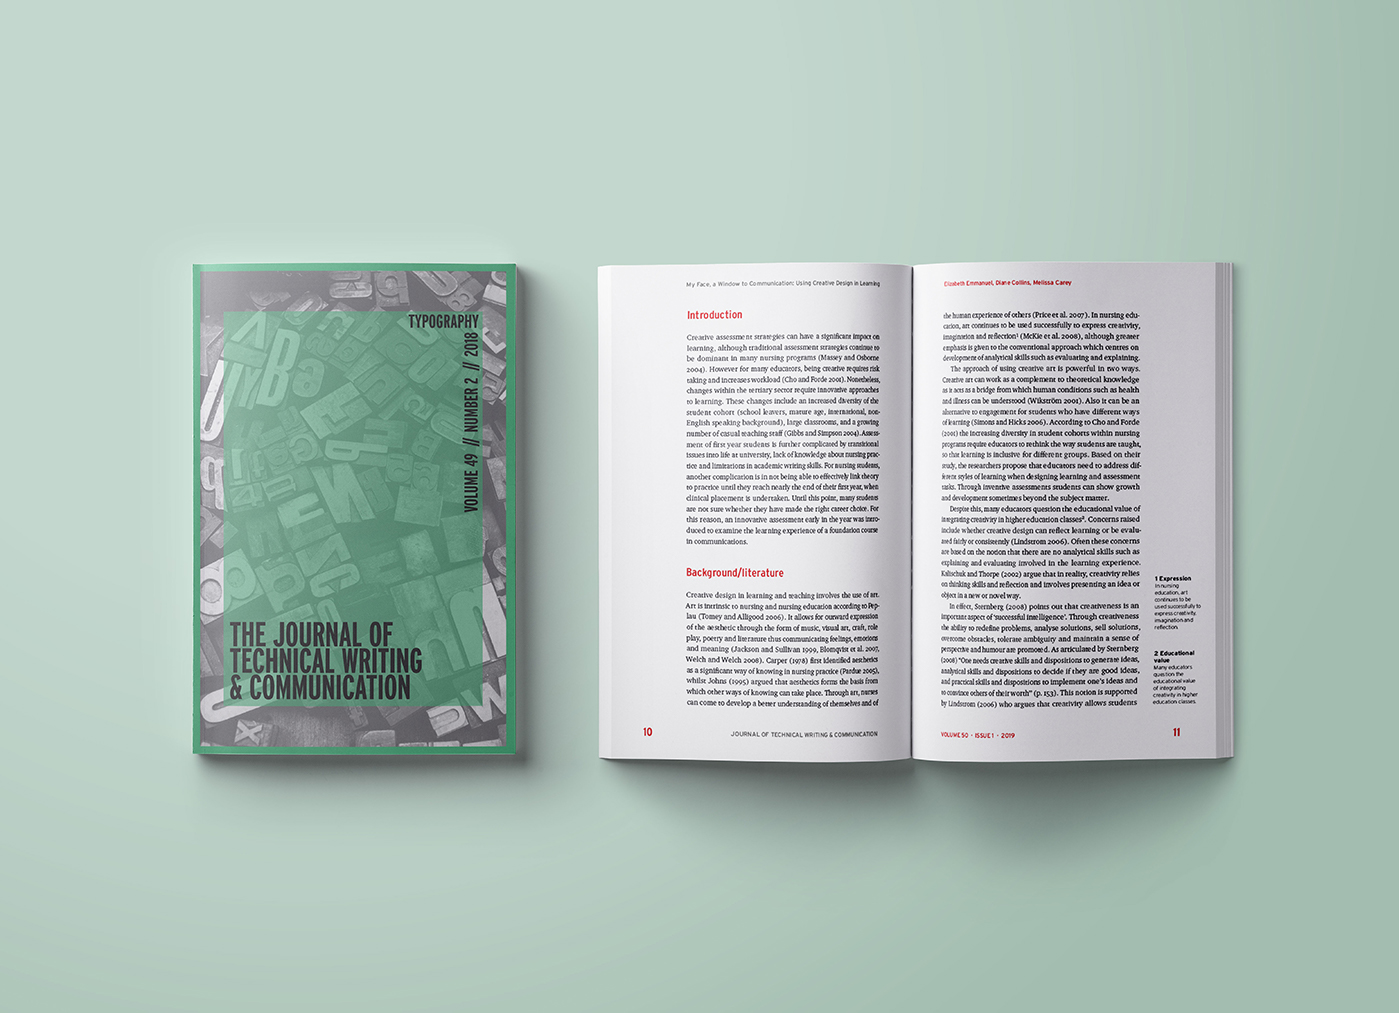 TYPOGRAPHY
VOLUME 49 // NUMBER 2 // 2018
THE JOURNAL OF
TECHNICAL WRITING
& COMMUNICATION
My Face, a Window to Communication: Using Creative Design in Learning
Introduction
Creative assessment strategies can have a significant impact on
learning, although traditional assessment strategies continue to
be dominant in many nursing programs (Massey and Osborne
2004). However for many educators, being creative requires risk
taking and increases workload (Cho and Forde 2001). Nonetheless,
changes within the tertiary sector require innovative approaches
to learning. These changes include an increased diversity of the
student cohort (school leavers, mature age, international, non-
English speaking background), large classrooms, and a growing
number of casual teaching staff (Gibbs and Simpson 2004). Assess-
ment of first year students is further complicated by transitional
issues into life at university, lack of knowledge about nursing prac-
tice and limitations in academic writing skills. For nursing students,
another complication is in not being able to effectively link theory
to practice until they reach nearly the end of their first year, when
clinical placement is undertaken. Until this point, many students
are not sure whether they have made the right career choice. For
this reason, an innovative assessment early in the year was intro-
duced to examine the learning experience of a foundation course
in communications.
Background/literature
Creative design in learning and teaching involves the use of art.
Art is intrinsic to nursing and nursing education according to Pep-
lau (Tomey and Alligood 2006). It allows for outward expression
of the aesthetic through the form of music, visual art, craft, role
play, poetry and literature thus communicating feelings, emotions
and meaning (Jackson and Sullivan 1999, Blomqvist et al. 2007,
Welch and Welch 2008). Carper (1978) first identified aesthetics
as a significant way of knowing in nursing practice (Pardue 2005),
whilst Johns (1995) argued that aesthetics forms the basis from
which other ways of knowing can take place. Through art, nurses
can come to develop a better understanding of themselves and of
10
JOURNAL OF TECHNICAL WRITING & COMMUNICATION
Elizabeth Emmanuel, Diane Collins, Melissa Carey
the human experience of others (Price et al. 2007). In nursing edu-
cation, art continues to be used successfully to express creativity,
imagination and reflection¹ (McKie et al. 2008), although greater
emphasis is given to the conventional approach which centres on
development of analytical skills such as evaluating and explaining.
The approach of using creative art is powerful in two ways.
Creative art can work as a complement to theoretical knowledge
as it acts as a bridge from which human conditions such as health
and illness can be understood (Wikström 2001). Also it can be an
alternative to engagement for students who have different ways
of learning (Simons and Hicks 2006). According to Cho and Forde
(2001) the increasing diversity in student cohorts within nursing
programs require educators to rethink the way students are taught,
so that learning is inclusive for different groups. Based on their
study, the researchers propose that educators need to address dif-
ferent styles of learning when designing learning and assessment
tasks. Through inventive assessments students can show growth
and development sometimes beyond the subject matter.
Despite this, many educators question the educational value of
integrating creativity in higher education classes². Concerns raised
include whether creative design can reflect learning or be evalu-
ated fairly or consistently (Lindstrom 2006). Often these concerns
are based on the notion that there are no analytical skills such as
explaining and evaluating involved in the learning experience.
Kalischuk and Thorpe (2002) argue that in reality, creativity relies
on thinking skills and reflection and involves presenting an idea or
object in a new or novel way.
In effect, Sternberg (2008) points out that creativeness is an
important aspect of 'successful intelligence'. Through creativeness
the ability to redefine problems, analyse solutions, sell solutions,
overcome obstacles, tolerate ambiguity and maintain a sense of
perspective and humour are promoted. As articulated by Sternberg
(2008) "One needs creative skills and dispositions to generate ideas,
analytical skills and dispositions to decide if they are good ideas,
and practical skills and dispositions to implement one's ideas and
to convince others of their worth" (p. 153). This notion is supported
by Lindstrom (2006) who argues that creativity allows students
1 Expression
In nursing
education, art
continues to be
used successfully to
express creativity,
imagination and
reflection.
2 Educational
value
Many educators
question the
educational value
of integrating
creativity in higher
education classes.
VOLUME 50 · ISSUE 1 · 2019
11